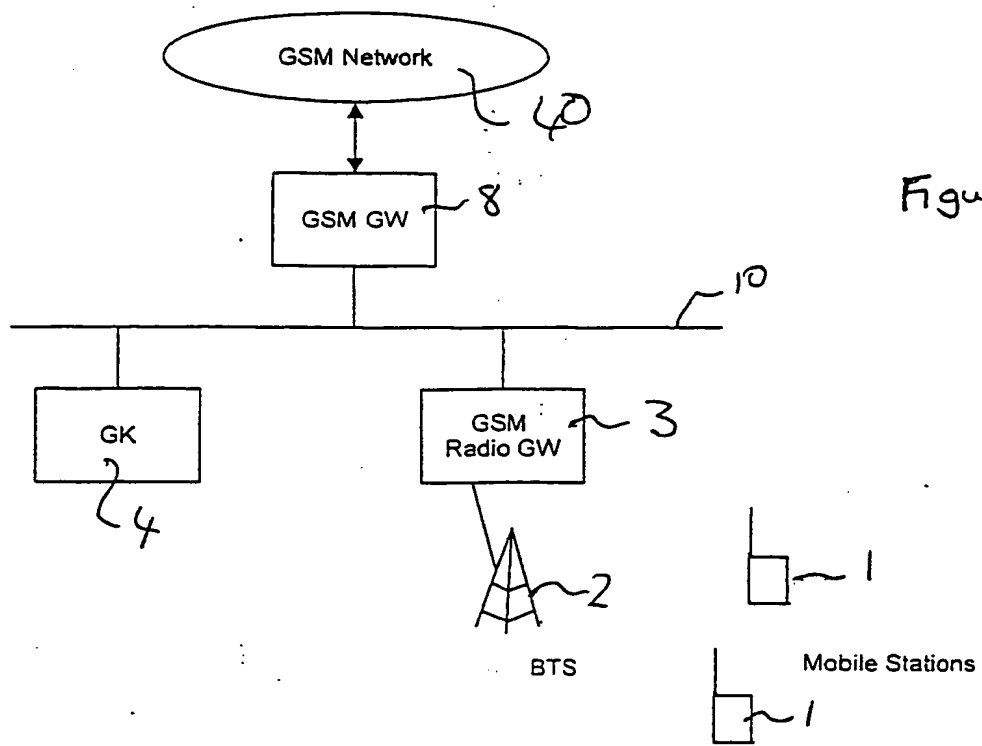 GSM Network
40
GSM GW
8
Figu
10
GK
4
GSM
Radio GW
3
2
BTS
1
Mobile Stations
1